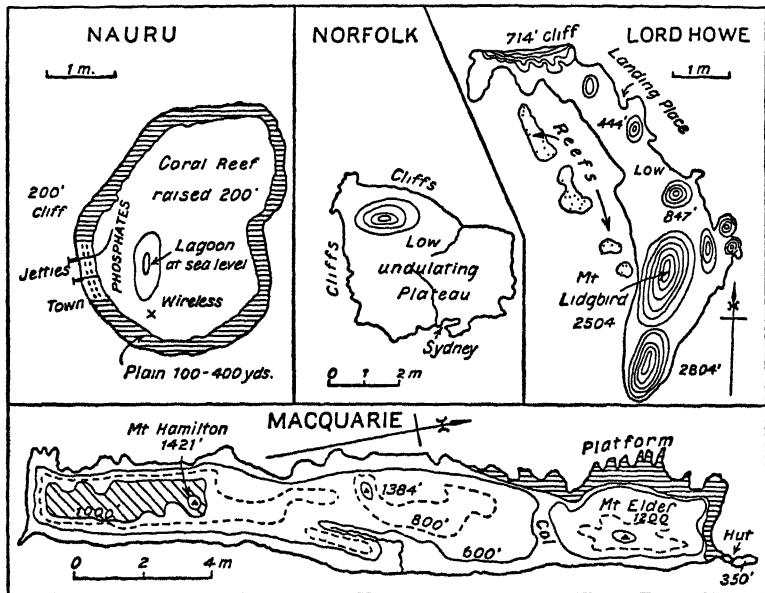 NAURU
1 m.
Coral Reef
raised 200'
200'
Cliff
PHOSPHATES
Lagoon
at sea level
Jetties
Town
Wireless
Plain 100-400 yds.
NORFOLK
Cliffs
Cliffs
Low
undulating
Plateau
Sydney
0 1 2 m
LORD HOWE
714' cliff
1 m
Landing Place
444'
Reefs
Low
847'
Mt
Lidgbird
2504
2804'
MACQUARIE
Mt Hamilton
1421'
1000'
1384'
800'
600'
Col
Platform
Mt Elder
1200
Hut
350'
0 2 4 m